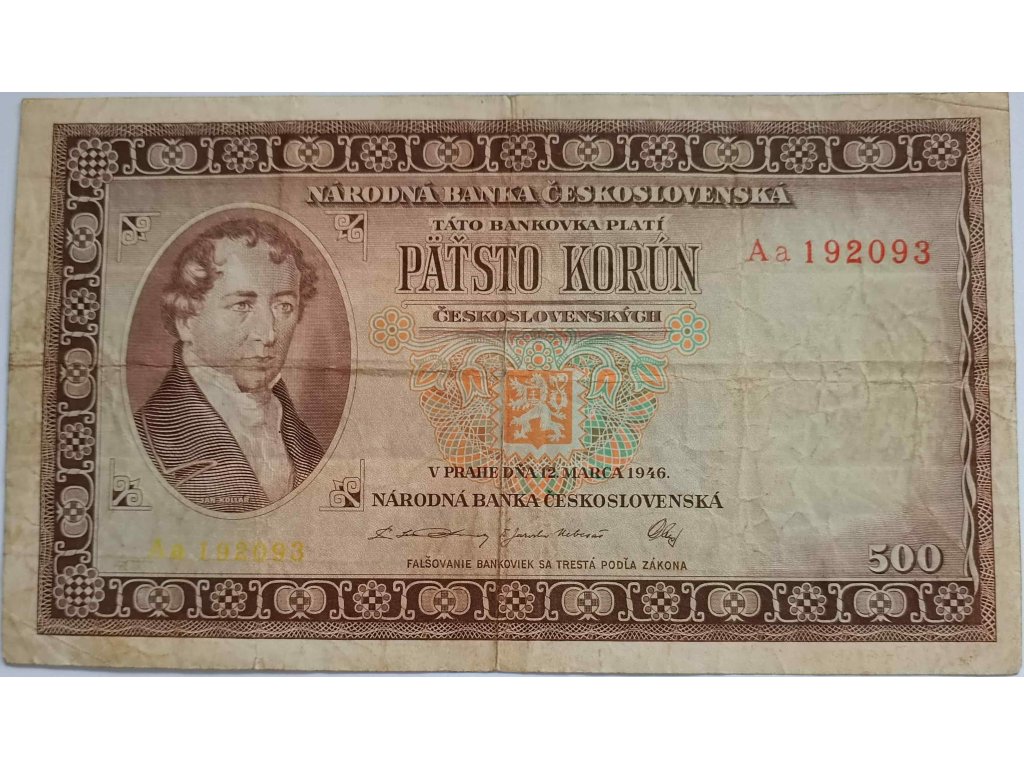 NÁRODNÁ BANKA ČESKOSLOVENSKÁ
TÁTO BANKOVKA PLATÍ
PÄŤSTO KORÚN
Aa 192093
ČESKOSLOVENSKÝCH
V PRAHE DŇA 12 MARCA 1946.
NÁRODNÁ BANKA ČESKOSLOVENSKÁ
JÁN KOLLÁR
Aa 192093
FALŠOVANIE BANKOVIEK SA TRESTÁ PODĽA ZÁKONA
500